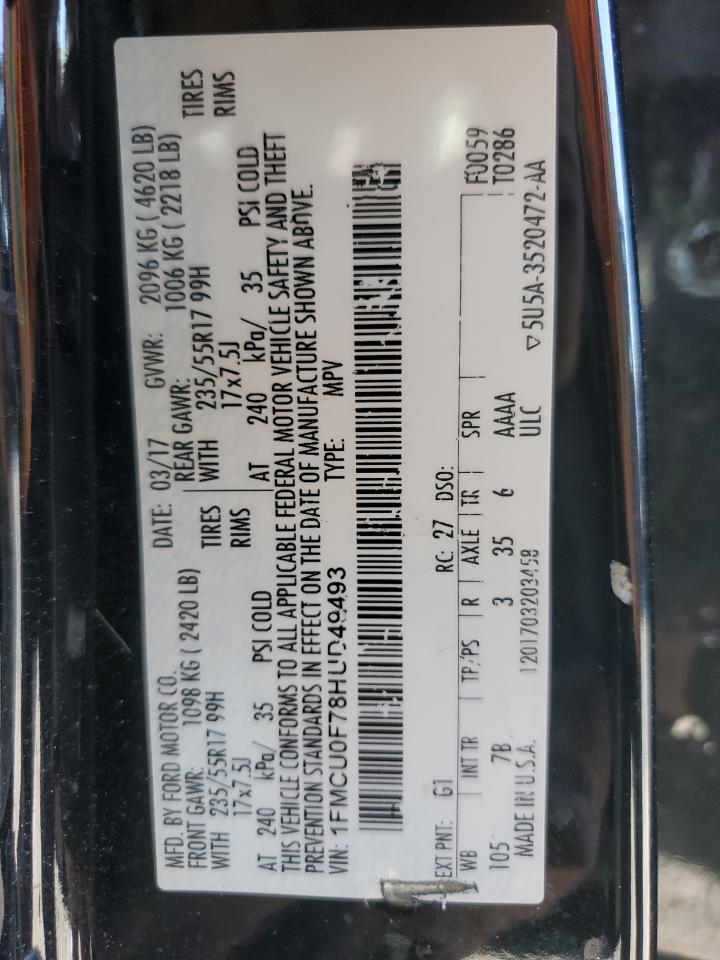 MFD. BY FORD MOTOR CO.
DATE: 03/17 GVWR: 2096 KG ( 4620 LB)
FRONT GAWR: 1098 KG ( 2420 LB)
REAR GAWR: 1006 KG ( 2218 LB)
WITH 235/55R17 99H TIRES
WITH 235/55R17 99H TIRES
17x7.5J RIMS
17x7.5J RIMS
AT 240 kPa/ 35 PSI COLD
AT 240 kPa/ 35 PSI COLD
THIS VEHICLE CONFORMS TO ALL APPLICABLE FEDERAL MOTOR VEHICLE SAFETY AND THEFT
PREVENTION STANDARDS IN EFFECT ON THE DATE OF MANUFACTURE SHOWN ABOVE.
VIN: 1FMCU0F78HUD49493 TYPE: MPV
EXT PNT: G1 RC: 27 DSO:
WB INT TR TP/PS R AXLE TR SPR F0059
105 7B 3 35 6 AAAA T0286
MADE IN U.S.A. 1201703203458 ULC
▽ 5U5A-3520472-AA